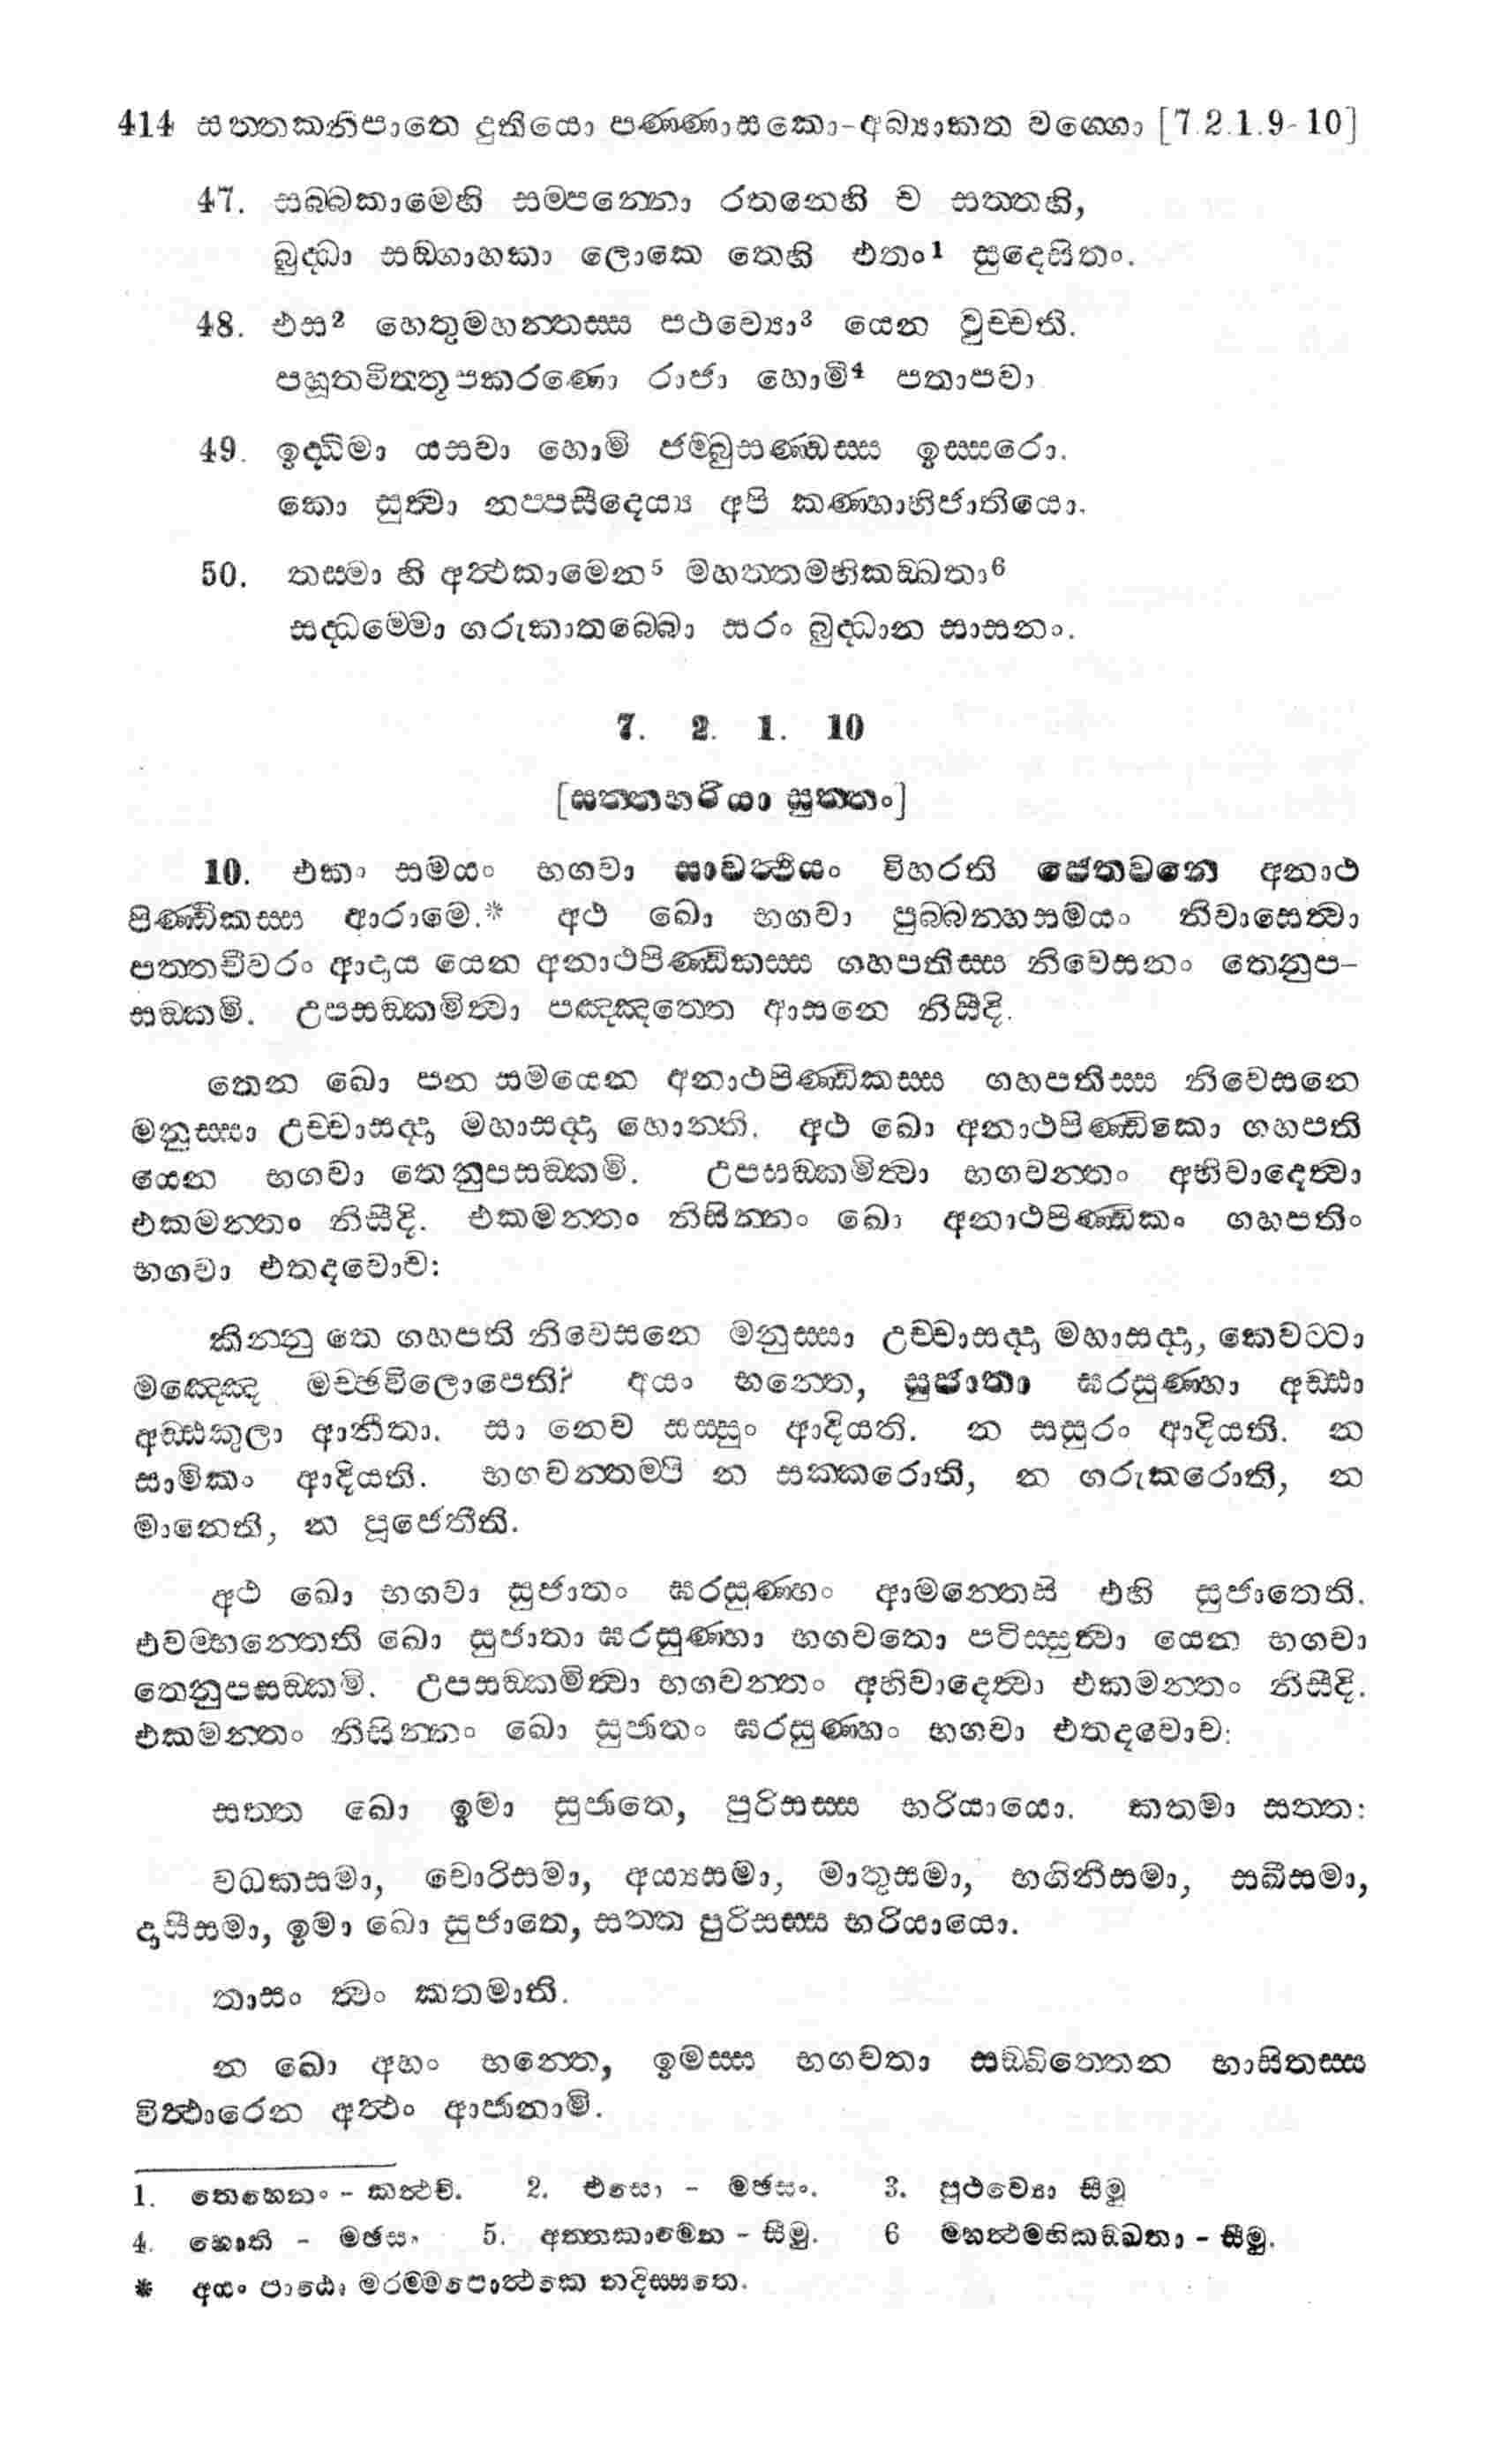 414 සත්තකනිපාතො දුතියො පණ්ණාසකො-අබ්‍යාකත වග්ගො [7.2.1.9-10]
47. සබ්බකාමෙහි සම්පන්නො රතනෙහි ච සත්තහි,
බුද්ධා සඞ්ගාහකා ලොකෙ තෙහි එතං¹ සුදෙසිතං.
48. එස² හෙතුමහන්තස්ස පථව්‍යො³ යෙන වුච්චති.
පහූතවිත්තූපකරණො රාජා හොමි⁴ පතාපවා
49. ඉද්ධිමා යසවා හොමි ජම්බුසණ්ඩස්ස ඉස්සරො.
කො සුත්වා නප්පසීදෙය්‍ය අපි කණ්හාභිජාතියො.
50. තස්මා හි අත්ථකාමෙන⁵ මහත්තමභිකඞ්ඛතා⁶
සද්ධම්මො ගරුකාතබ්බො සරං බුද්ධාන සාසනං.
7. 2. 1. 10
[සත්තභරියා සුත්තං]
10. එකං සමයං භගවා සාවත්ථියං විහරති ජෙතවනෙ අනාථ
පිණ්ඩිකස්ස ආරාමෙ.* අථ ඛො භගවා පුබ්බන්හසමයං නිවාසෙත්වා
පත්තචීවරං ආදාය යෙන අනාථපිණ්ඩිකස්ස ගහපතිස්ස නිවෙසනං තෙනුප-
සඞ්කමි. උපසඞ්කමිත්වා පඤ්ඤත්තෙ ආසනෙ නිසීදි.
තෙන ඛො පන සමයෙන අනාථපිණ්ඩිකස්ස ගහපතිස්ස නිවෙසනෙ
මනුස්සා උච්චාසද්දා මහාසද්දා හොන්ති. අථ ඛො අනාථපිණ්ඩිකො ගහපති
යෙන භගවා තෙනුපසඞ්කමි. උපසඞ්කමිත්වා භගවන්තං අභිවාදෙත්වා
එකමන්තං නිසීදි. එකමන්තං නිසින්නං ඛො අනාථපිණ්ඩිකං ගහපතිං
භගවා එතදවොච:
කින්නු තෙ ගහපති නිවෙසනෙ මනුස්සා උච්චාසද්දා මහාසද්දා, කෙවට්ටා
මඤ්ඤෙ මච්ඡවිලොපෙති? අයං භන්තෙ, සුජාතා ඝරසුණ්හා අඩ්ඪා
අඩ්ඪකුලා ආනීතා. සා නෙව සස්සුං ආදියති. න සසුරං ආදියති. න
සාමිකං ආදියති. භගවන්තම්පි න සක්කරොති, න ගරුකරොති, න
මානෙති, න පූජෙතීති.
අථ ඛො භගවා සුජාතං ඝරසුණ්හං ආමන්තෙසි එහි සුජාතෙති.
එවම්භන්තෙති ඛො සුජාතා ඝරසුණ්හා භගවතො පටිස්සුත්වා යෙන භගවා
තෙනුපසඞ්කමි. උපසඞ්කමිත්වා භගවන්තං අභිවාදෙත්වා එකමන්තං නිසීදි.
එකමන්තං නිසින්නං ඛො සුජාතං ඝරසුණ්හං භගවා එතදවොච:
සත්ත ඛො ඉමා සුජාතෙ, පුරිසස්ස භරියායො. කතමා සත්ත:
වධකසමා, චොරිසමා, අය්‍යසමා, මාතුසමා, භගිනිසමා, සඛීසමා,
දාසීසමා, ඉමා ඛො සුජාතෙ, සත්ත පුරිසස්ස භරියායො.
තාසං ත්වං කතමාති.
න ඛො අහං භන්තෙ, ඉමස්ස භගවතා සඞ්ඛිත්තෙන භාසිතස්ස
විත්ථාරෙන අත්ථං ආජානාමි.
1. තෙහෙනං - කත්ථචි. 2. එසො - මඡසං. 3. පුථව්‍යො සීමු
4. හොති - මඡසං 5. අත්තකාමෙන - සීමු. 6 මහත්ථමභිකඞ්ඛතා - සීමු.
* අයං පාඨො මරම්මපොත්ථකෙ නදිස්සතෙ.